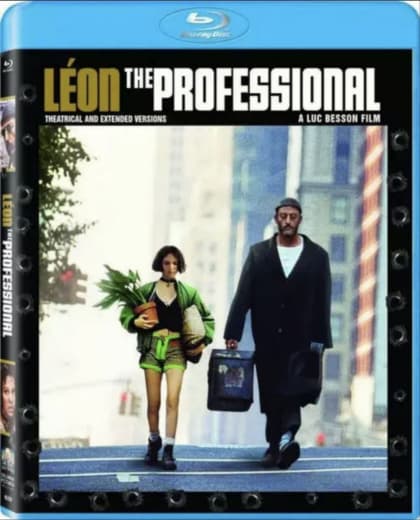 Blu-ray Disc
LÉON THE PROFESSIONAL
THEATRICAL AND EXTENDED VERSIONS
A LUC BESSON FILM
LÉON THE PROFESSIONAL